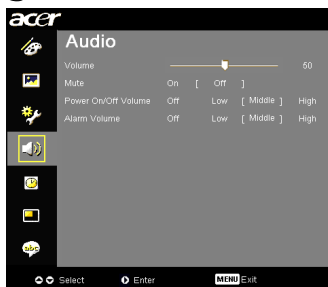 acer
Audio
Volume 50
Mute On [ Off ]
Power On/Off Volume Off Low [ Middle ] High
Alarm Volume Off Low [ Middle ] High
abc
Select Enter MENU Exit